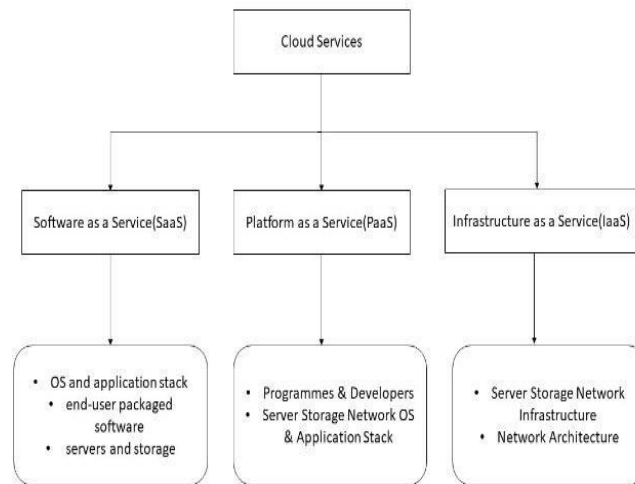 Cloud Services
Software as a Service(SaaS)
Platform as a Service(PaaS)
Infrastructure as a Service(IaaS)
• OS and application stack
• end-user packaged
software
• servers and storage
• Programmes & Developers
• Server Storage Network OS
& Application Stack
• Server Storage Network
Infrastructure
• Network Architecture